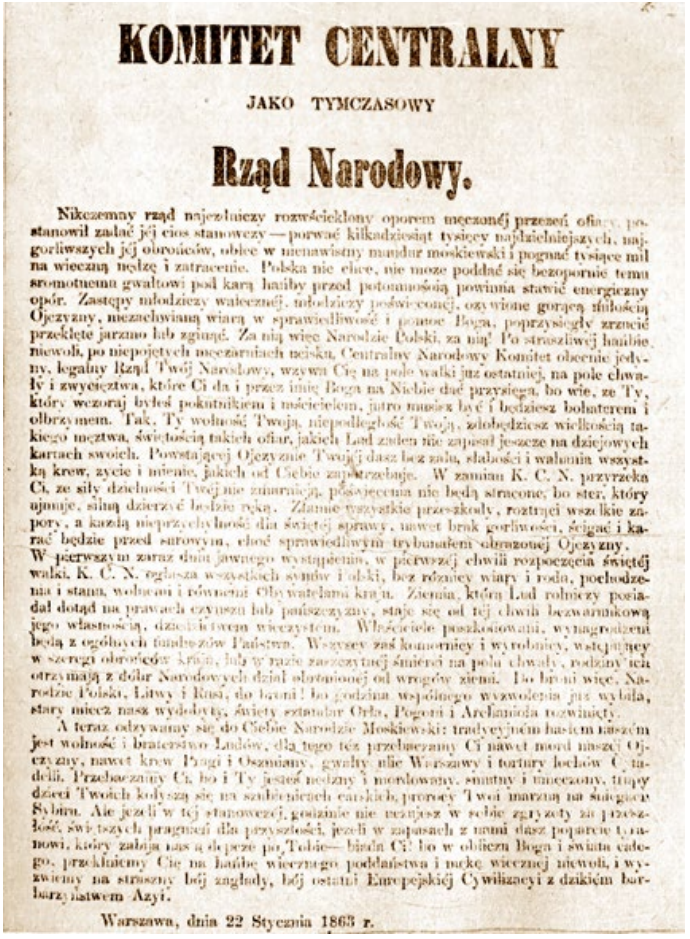 KOMITET CENTRALNY
JAKO TYMCZASOWY
Rząd Narodowy.
Nikczemny rząd najezdniczy rozwścieklony oporem męczonéj przezeń ofiary, po-
stanowił zadać jéj cios stanowczy — porwać kilkadziesiąt tysięcy najdzielniejszych, naj-
gorliwszych jéj obrońców, oblec w nienawistny mundur moskiewski i pognać tysiące mil
na wieczną nędzę i zatracenie. Polska nie chce, nie może poddać się bezopornie temu
sromotnemu gwałtowi pod karą hańby przed potomnością powinna stawić energiczny
opór. Zastępy młodzieży walecznéj, młodzieży poświęconéj, ożywione gorącą miłością
Ojczyzny, niezachwianą wiarą w sprawiedliwość i pomoc Boga, poprzysięgły zrzucić
przeklęte jarzmo lub zginąć. Za nią więc Narodzie Polski, za nią! Po straszliwéj hańbie
niewoli, po niepojętych męczarniach ucisku, Centralny Narodowy Komitet obecnie jedy-
ny, legalny Rząd Twój Narodowy, wzywa Cię na pole walki już ostatniej, na pole chwa-
ły i zwycięztwa, które Ci da i przez imię Boga na Niebie dać przysięga, bo wie, że Ty,
który wczoraj byłeś pokutnikiem i mścicielem, jutro musisz być i będziesz bohaterem i
olbrzymem. Tak, Ty wolność Twoją, niepodległość Twoją, zdobędziesz wielkością ta-
kiego męztwa, świętością takich ofiar, jakich Lud żaden nie zapisał jeszcze na dziejowych
kartach swoich. Powstającej Ojczyznie Twojéj dasz bez żalu, słabości i wahania wszyst-
ką krew, życie i mienie, jakich od Ciebie zapotrzebuje. W zamian K. C. N. przyrzeka
Ci, że siły dzielności Twéj nie zmarnieją, poświęcenia nie będą stracone, bo ster, który
ujmuje, silną dzierżyć będzie ręką. Złamie wszystkie przeszkody, roztrąci wszelkie za-
pory, a każdą nieprzychylność dla świętéj sprawy, nawet brak gorliwości, ścigać i ka-
rać będzie przed surowym, choć sprawiedliwym trybunałem obrażonéj Ojczyzny.
W pierwszym zaraz dniu jawnego wystąpienia, w pierwszéj chwili rozpoczęcia świętéj
walki, K. C. N. ogłasza wszystkich synów Polski, bez różnicy wiary i rodu, pochodze-
nia i stanu, wolnemi i równemi Obywatelami kraju. Ziemia, którą Lud rolniczy posia-
dał dotąd na prawach czynszu lub pańszczyzny, staje się od téj chwili bezwarunkową
jego własnością, dziedzictwem wieczystem. Właściciele poszkodowani, wynagrodzeni
będą z ogólnych funduszów Państwa. Wszyscy zaś komornicy i wyrobnicy, wstępujący
w szeregi obrońców kraju, lub w razie zaszczytnéj śmierci na polu chwały, rodziny ich
otrzymają z dóbr Narodowych dział obronionej od wrogów ziemi. Do broni więc, Na-
rodzie Polski, Litwy i Rusi, do broni! bo godzina wspólnego wyzwolenia już wybiła,
stary miecz nasz wydobyty, święty sztandar Orła, Pogoni i Archanioła rozwinięty.
A teraz odzywamy się do Ciebie Narodzie Moskiewski: tradycyjnem hasłem naszem
jest wolność i braterstwo Ludów, dla tego też przebaczamy Ci nawet mord naszej Oj-
czyzny, nawet krew Pragi i Oszmiany, gwałty ulic Warszawy i tortury lochów Cyta-
delli. Przebaczamy Ci, bo i Ty jesteś nędzny i mordowany, smutny i umęczony, trupy
dzieci Twoich kołyszą się na szubienicach carskich, prorocy Twoi marzną na śniegach
Sybiru. Ale jeżeli w téj stanowczéj godzinie nie uczujesz w sobie zgryzoty za przesz-
łość, świętszych pragnień dla przyszłości, jeżeli w zapasach z nami dasz poparcie tyra-
nowi, który zabija nas a depcze po Tobie — biada Ci! bo w obliczu Boga i świata całe-
go, przeklniemy Cię na hańbę wiecznego poddaństwa i mękę wiecznej niewoli, i wy-
zwiemy na straszny bój zagłady, bój ostatni Europejskiéj Cywilizacyi z dzikiém bar-
barzyństwem Azyi.
Warszawa, dnia 22 Stycznia 1863 r.